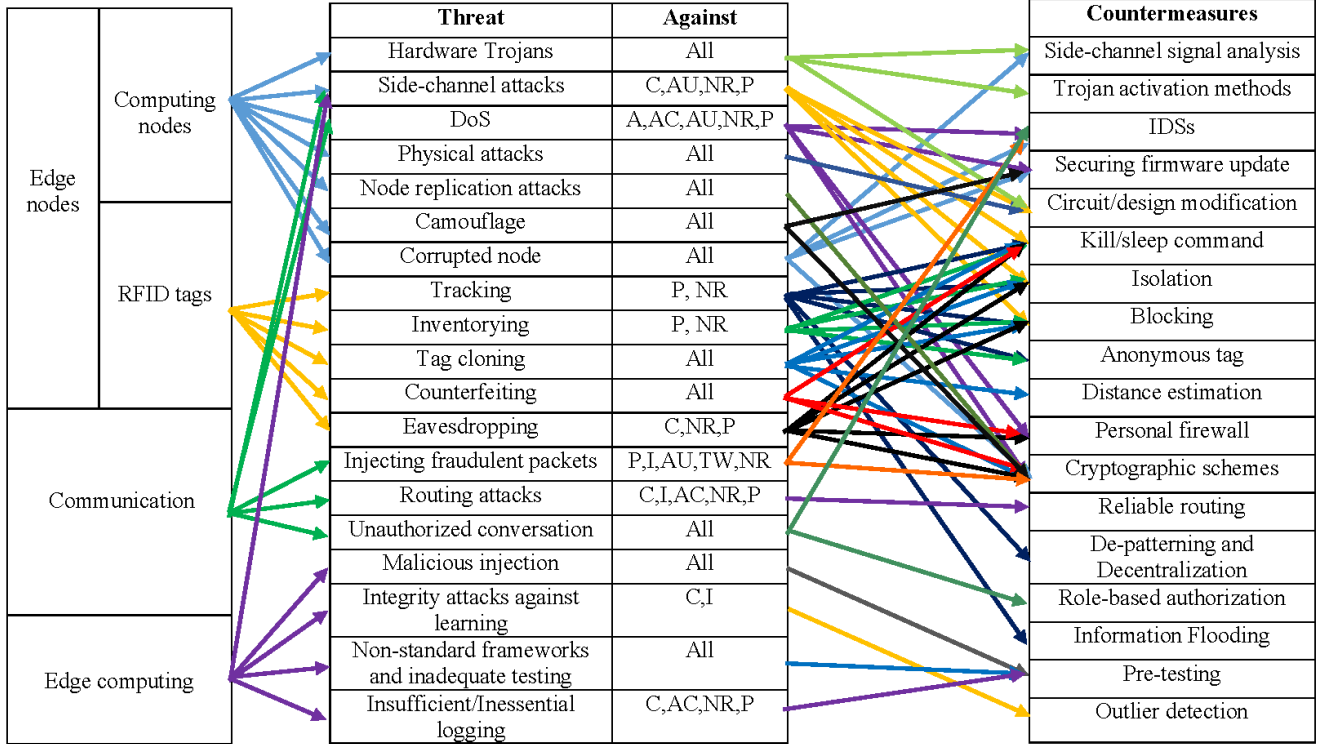 Threat Against Countermeasures
Hardware Trojans All Side-channel signal analysis
Computing
nodes
Side-channel attacks C,AU,NR,P Trojan activation methods
DoS A,AC,AU,NR,P IDSs
Physical attacks All Securing firmware update
Edge
nodes
Node replication attacks All Circuit/design modification
Camouflage All Kill/sleep command
Corrupted node All Isolation
RFID tags
Tracking P, NR Blocking
Inventorying P, NR Anonymous tag
Tag cloning All Distance estimation
Counterfeiting All Personal firewall
Eavesdropping C,NR,P Cryptographic schemes
Communication
Injecting fraudulent packets P,I,AU,TW,NR Reliable routing
Routing attacks C,I,AC,NR,P De-patterning and
Decentralization
Unauthorized conversation All Role-based authorization
Malicious injection All Information Flooding
Integrity attacks against
learning
C,I Pre-testing
Edge computing
Non-standard frameworks
and inadequate testing
All Outlier detection
Insufficient/Inessential
logging
C,AC,NR,P